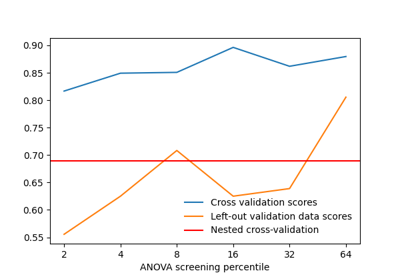 0.90
0.85
0.80
0.75
0.70
0.65
0.60
0.55
Cross validation scores
Left-out validation data scores
Nested cross-validation
2 4 8 16 32 64
ANOVA screening percentile